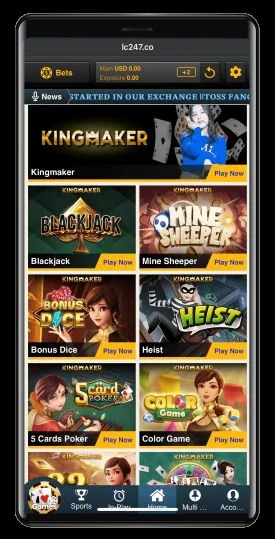 lc247.co
Bets
Main USD 0.00
Exposure 0.00
+2
News
STARTED IN OUR EXCHANGE
TOSS FANC
KINGMAKER
Kingmaker
Play Now
KINGMAKER
BLACKJACK
Blackjack
Play Now
KINGMAKER
MINE
SWEEPER
Mine Sheeper
Play Now
KINGMAKER
BONUS
DICE
Bonus Dice
Play Now
KINGMAKER
HEIST
Heist
Play Now
KINGMAKER
5 card
POKER
5 Cards Poker
Play Now
KINGMAKER
COLOR
Game
Color Game
Play Now
KINGMAKER
KINGMAKER
Games
Sports
In-Play
Home
Multi ...
Acco...